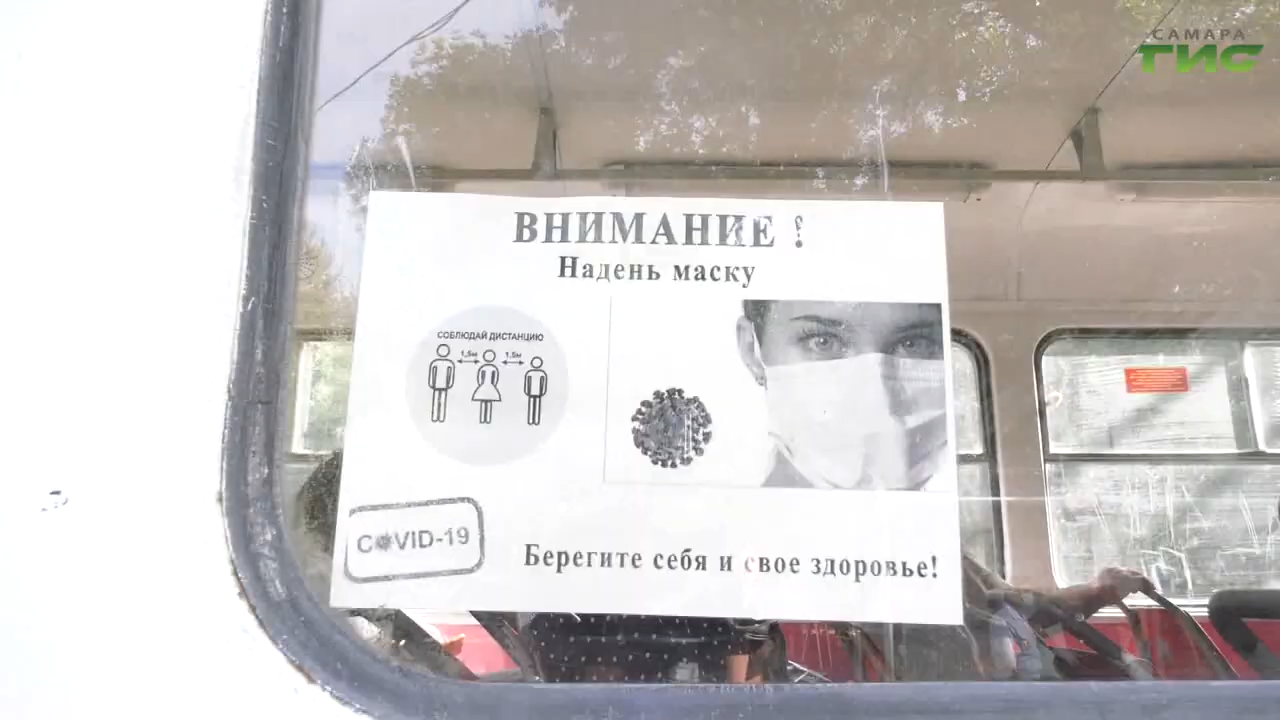 САМАРА
ГИС
ВНИМАНИЕ !
Надень маску
СОБЛЮДАЙ ДИСТАНЦИЮ
1,5м 1,5м
COVID-19
Берегите себя и свое здоровье!